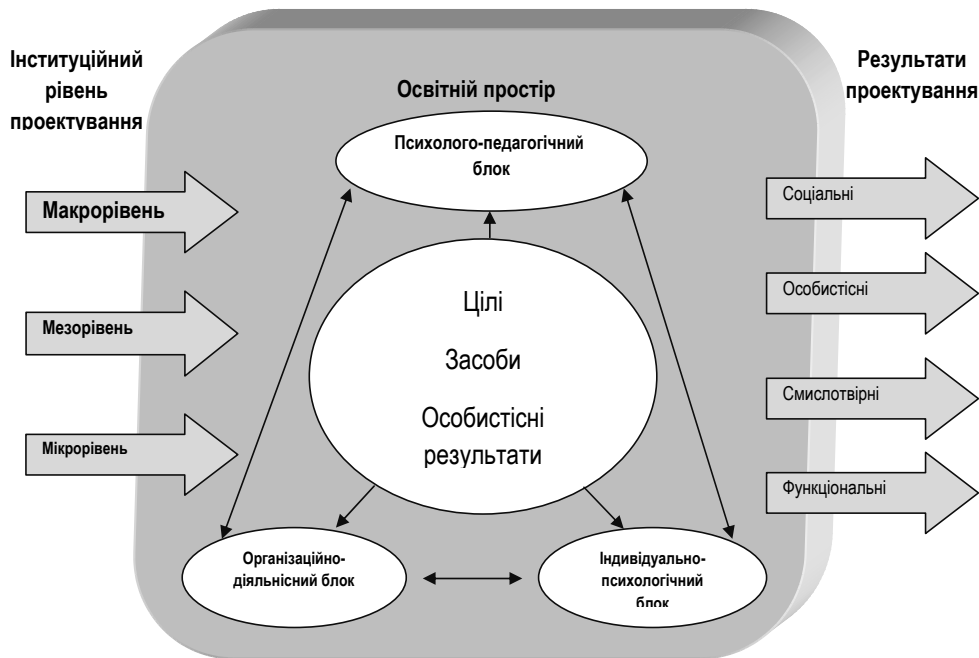 Інституційний
рівень
проектування
Макрорівень
Мезорівень
Мікрорівень
Освітній простір
Психолого-педагогічний
блок
Цілі
Засоби
Особистісні
результати
Організаційно-
діяльнісний блок
Індивідуально-
психологічний
блок
Результати
проектування
Соціальні
Особистісні
Смислотвірні
Функціональні